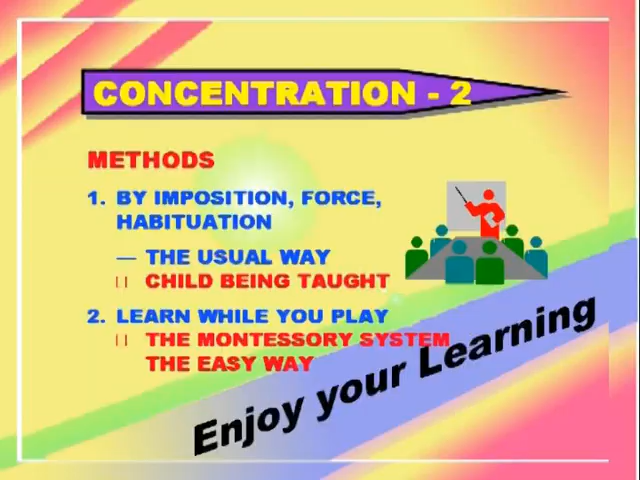 CONCENTRATION - 2
METHODS
1. BY IMPOSITION, FORCE,
HABITUATION
— THE USUAL WAY
CHILD BEING TAUGHT
2. LEARN WHILE YOU PLAY
THE MONTESSORY SYSTEM
THE EASY WAY
Enjoy your Learning